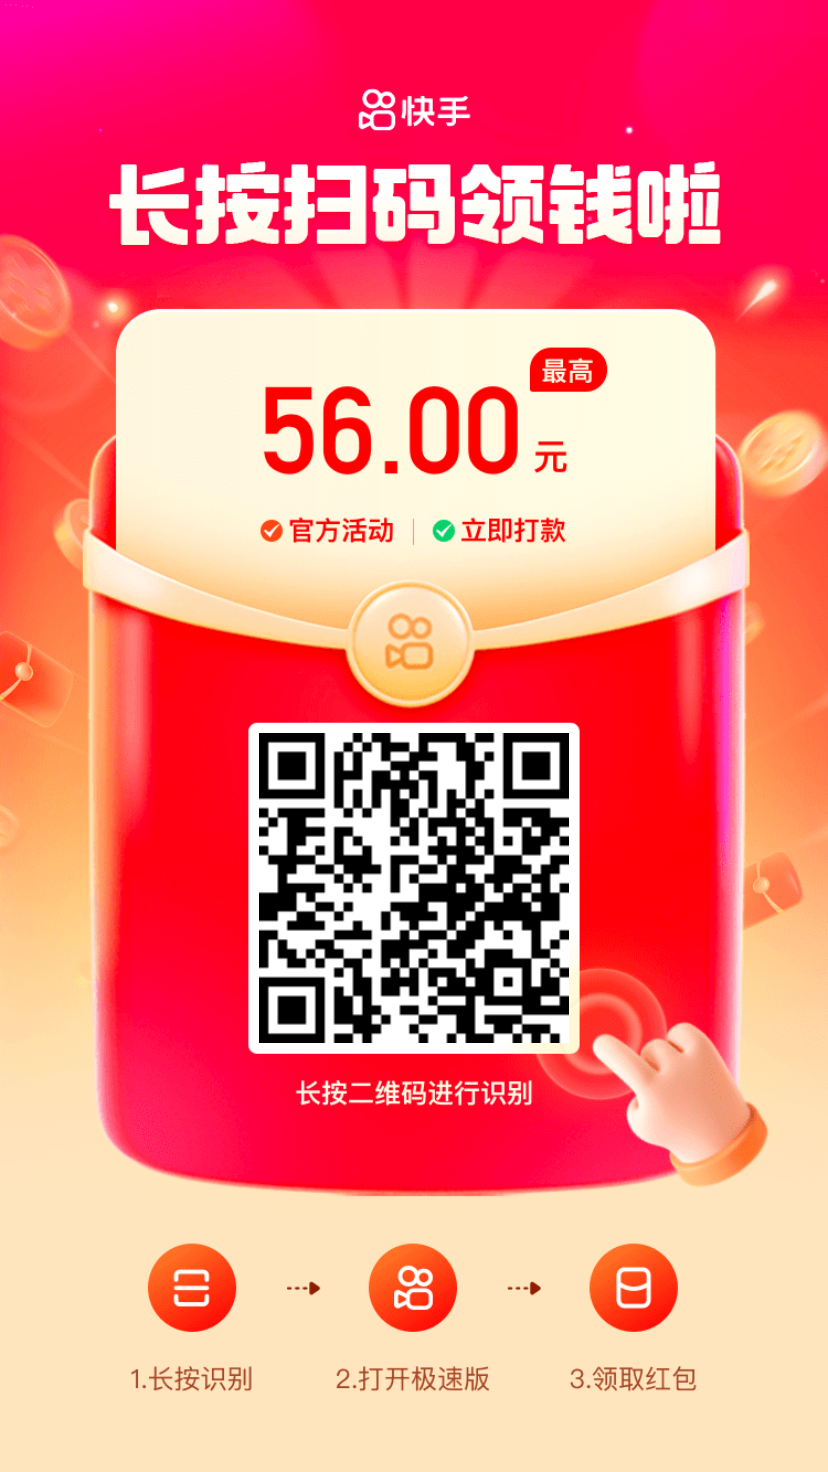 快手
长按扫码领钱啦
最高
56.00元
官方活动 | 立即打款
长按二维码进行识别
1.长按识别
2.打开极速版
3.领取红包